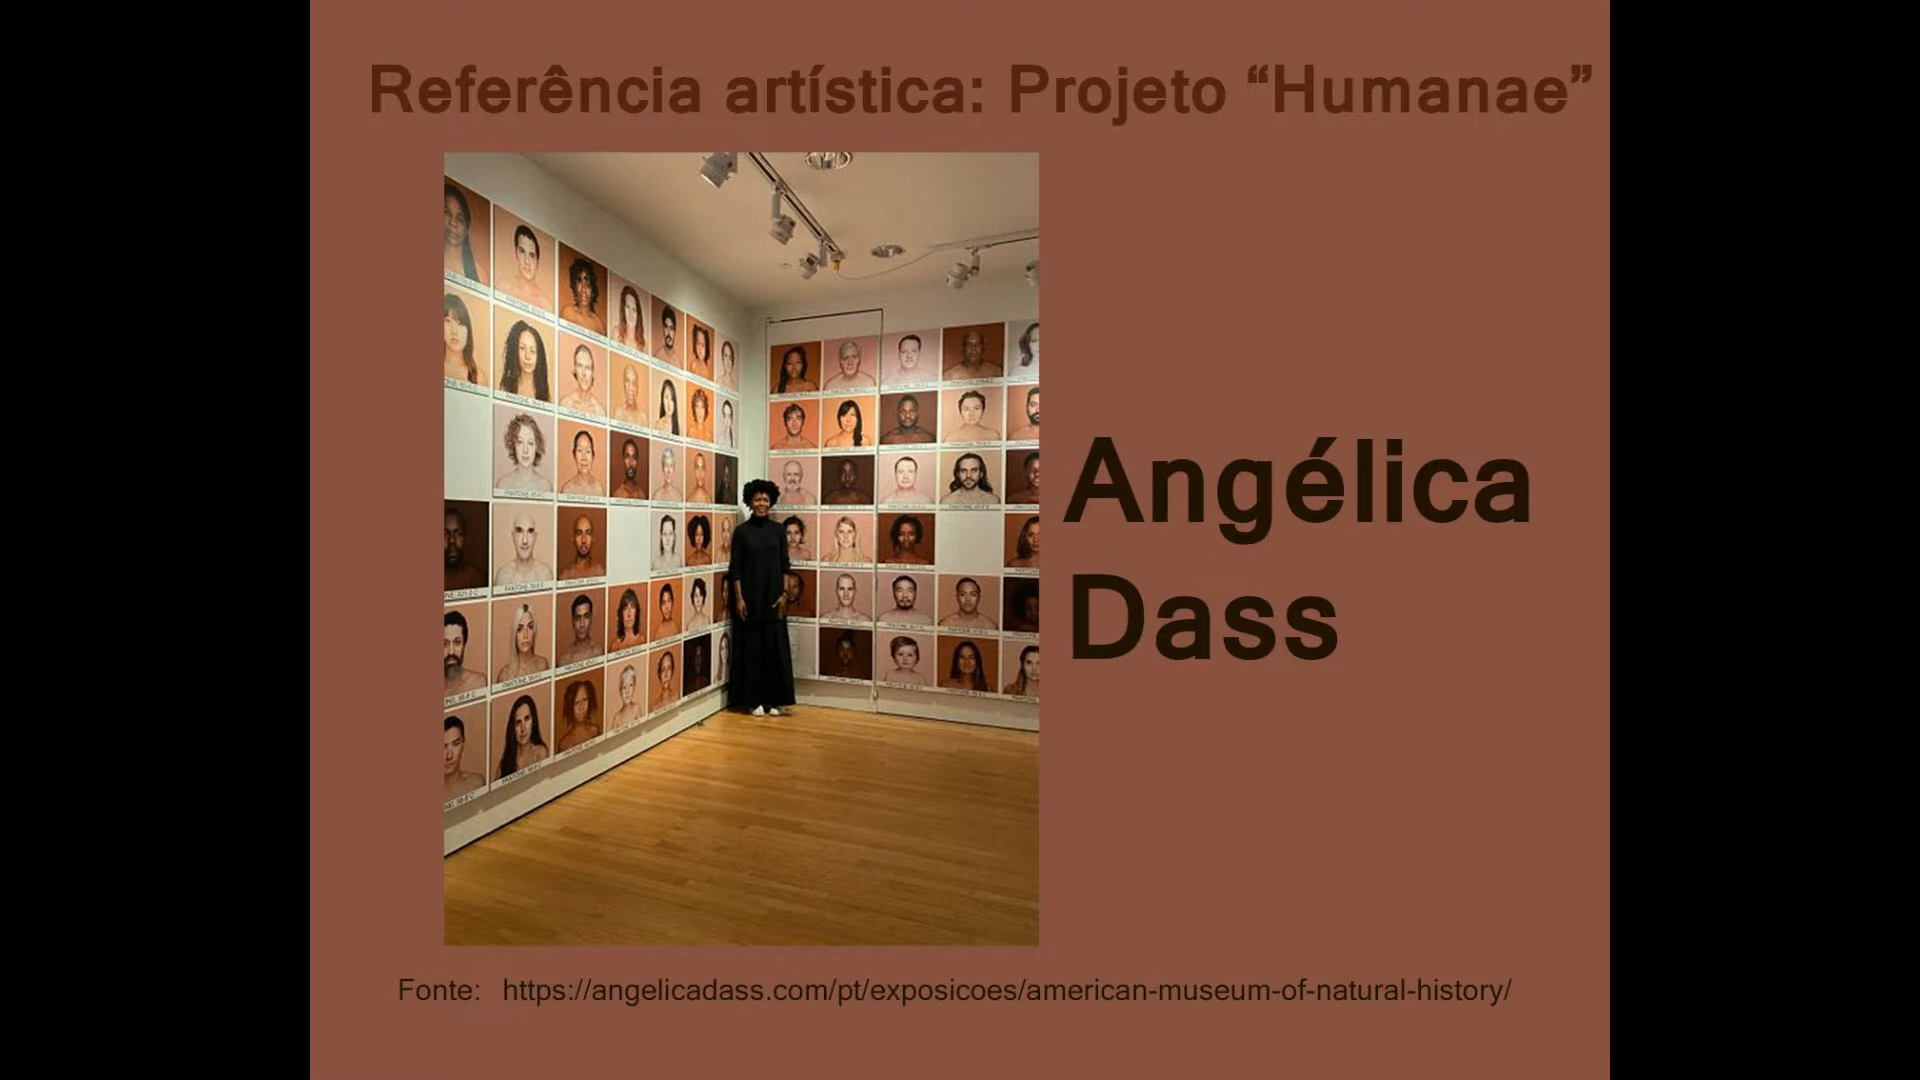 Referência artística: Projeto “Humanae”
Angélica
Dass
Fonte: https://angelicadass.com/pt/exposicoes/american-museum-of-natural-history/